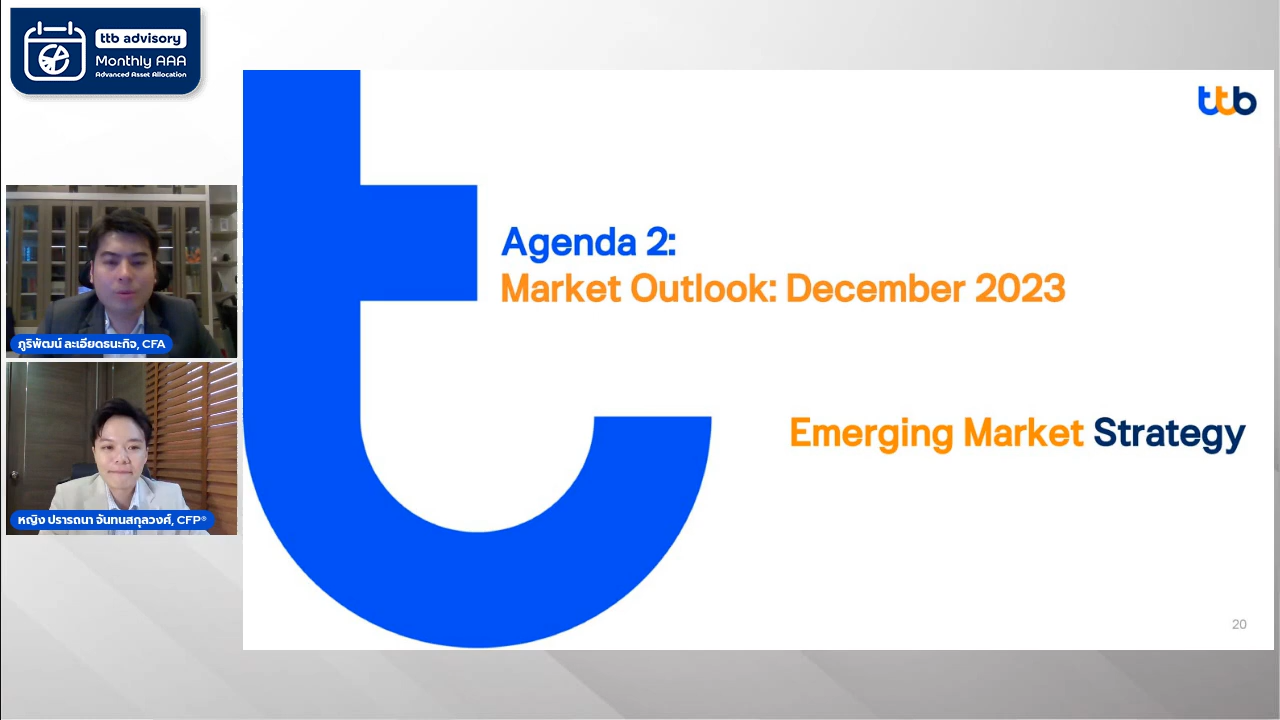 ttb advisory
Monthly AAA
Advanced Asset Allocation
ttb
Agenda 2:
Market Outlook: December 2023
ภูริพัฒน์ ละเอียดธนะกิจ, CFA
Emerging Market Strategy
หญิง ปรารถนา จันทนสกุลวงศ์, CFP®
20